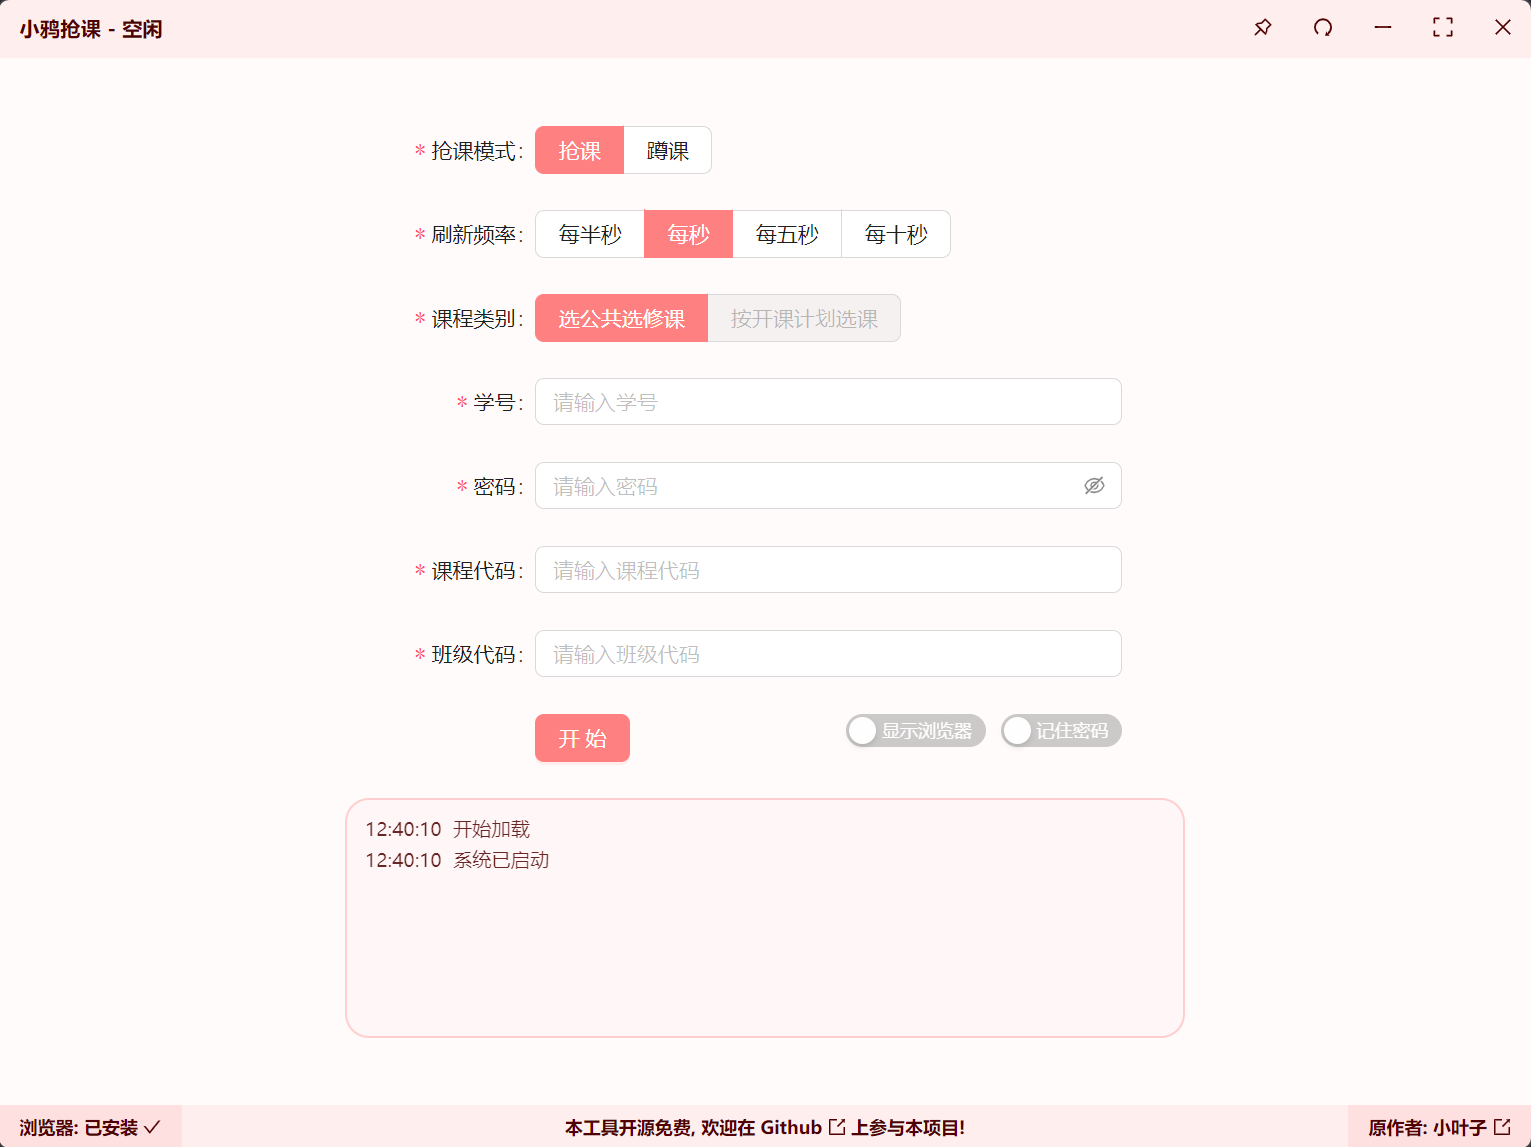 小鸦抢课 - 空闲
* 抢课模式: 抢课 蹲课
* 刷新频率: 每半秒 每秒 每五秒 每十秒
* 课程类别: 选公共选修课 按开课计划选课
* 学号: 请输入学号
* 密码: 请输入密码
* 课程代码: 请输入课程代码
* 班级代码: 请输入班级代码
开 始 显示浏览器 记住密码
12:40:10 开始加载
12:40:10 系统已启动
浏览器: 已安装 本工具开源免费, 欢迎在 Github 上参与本项目! 原作者: 小叶子